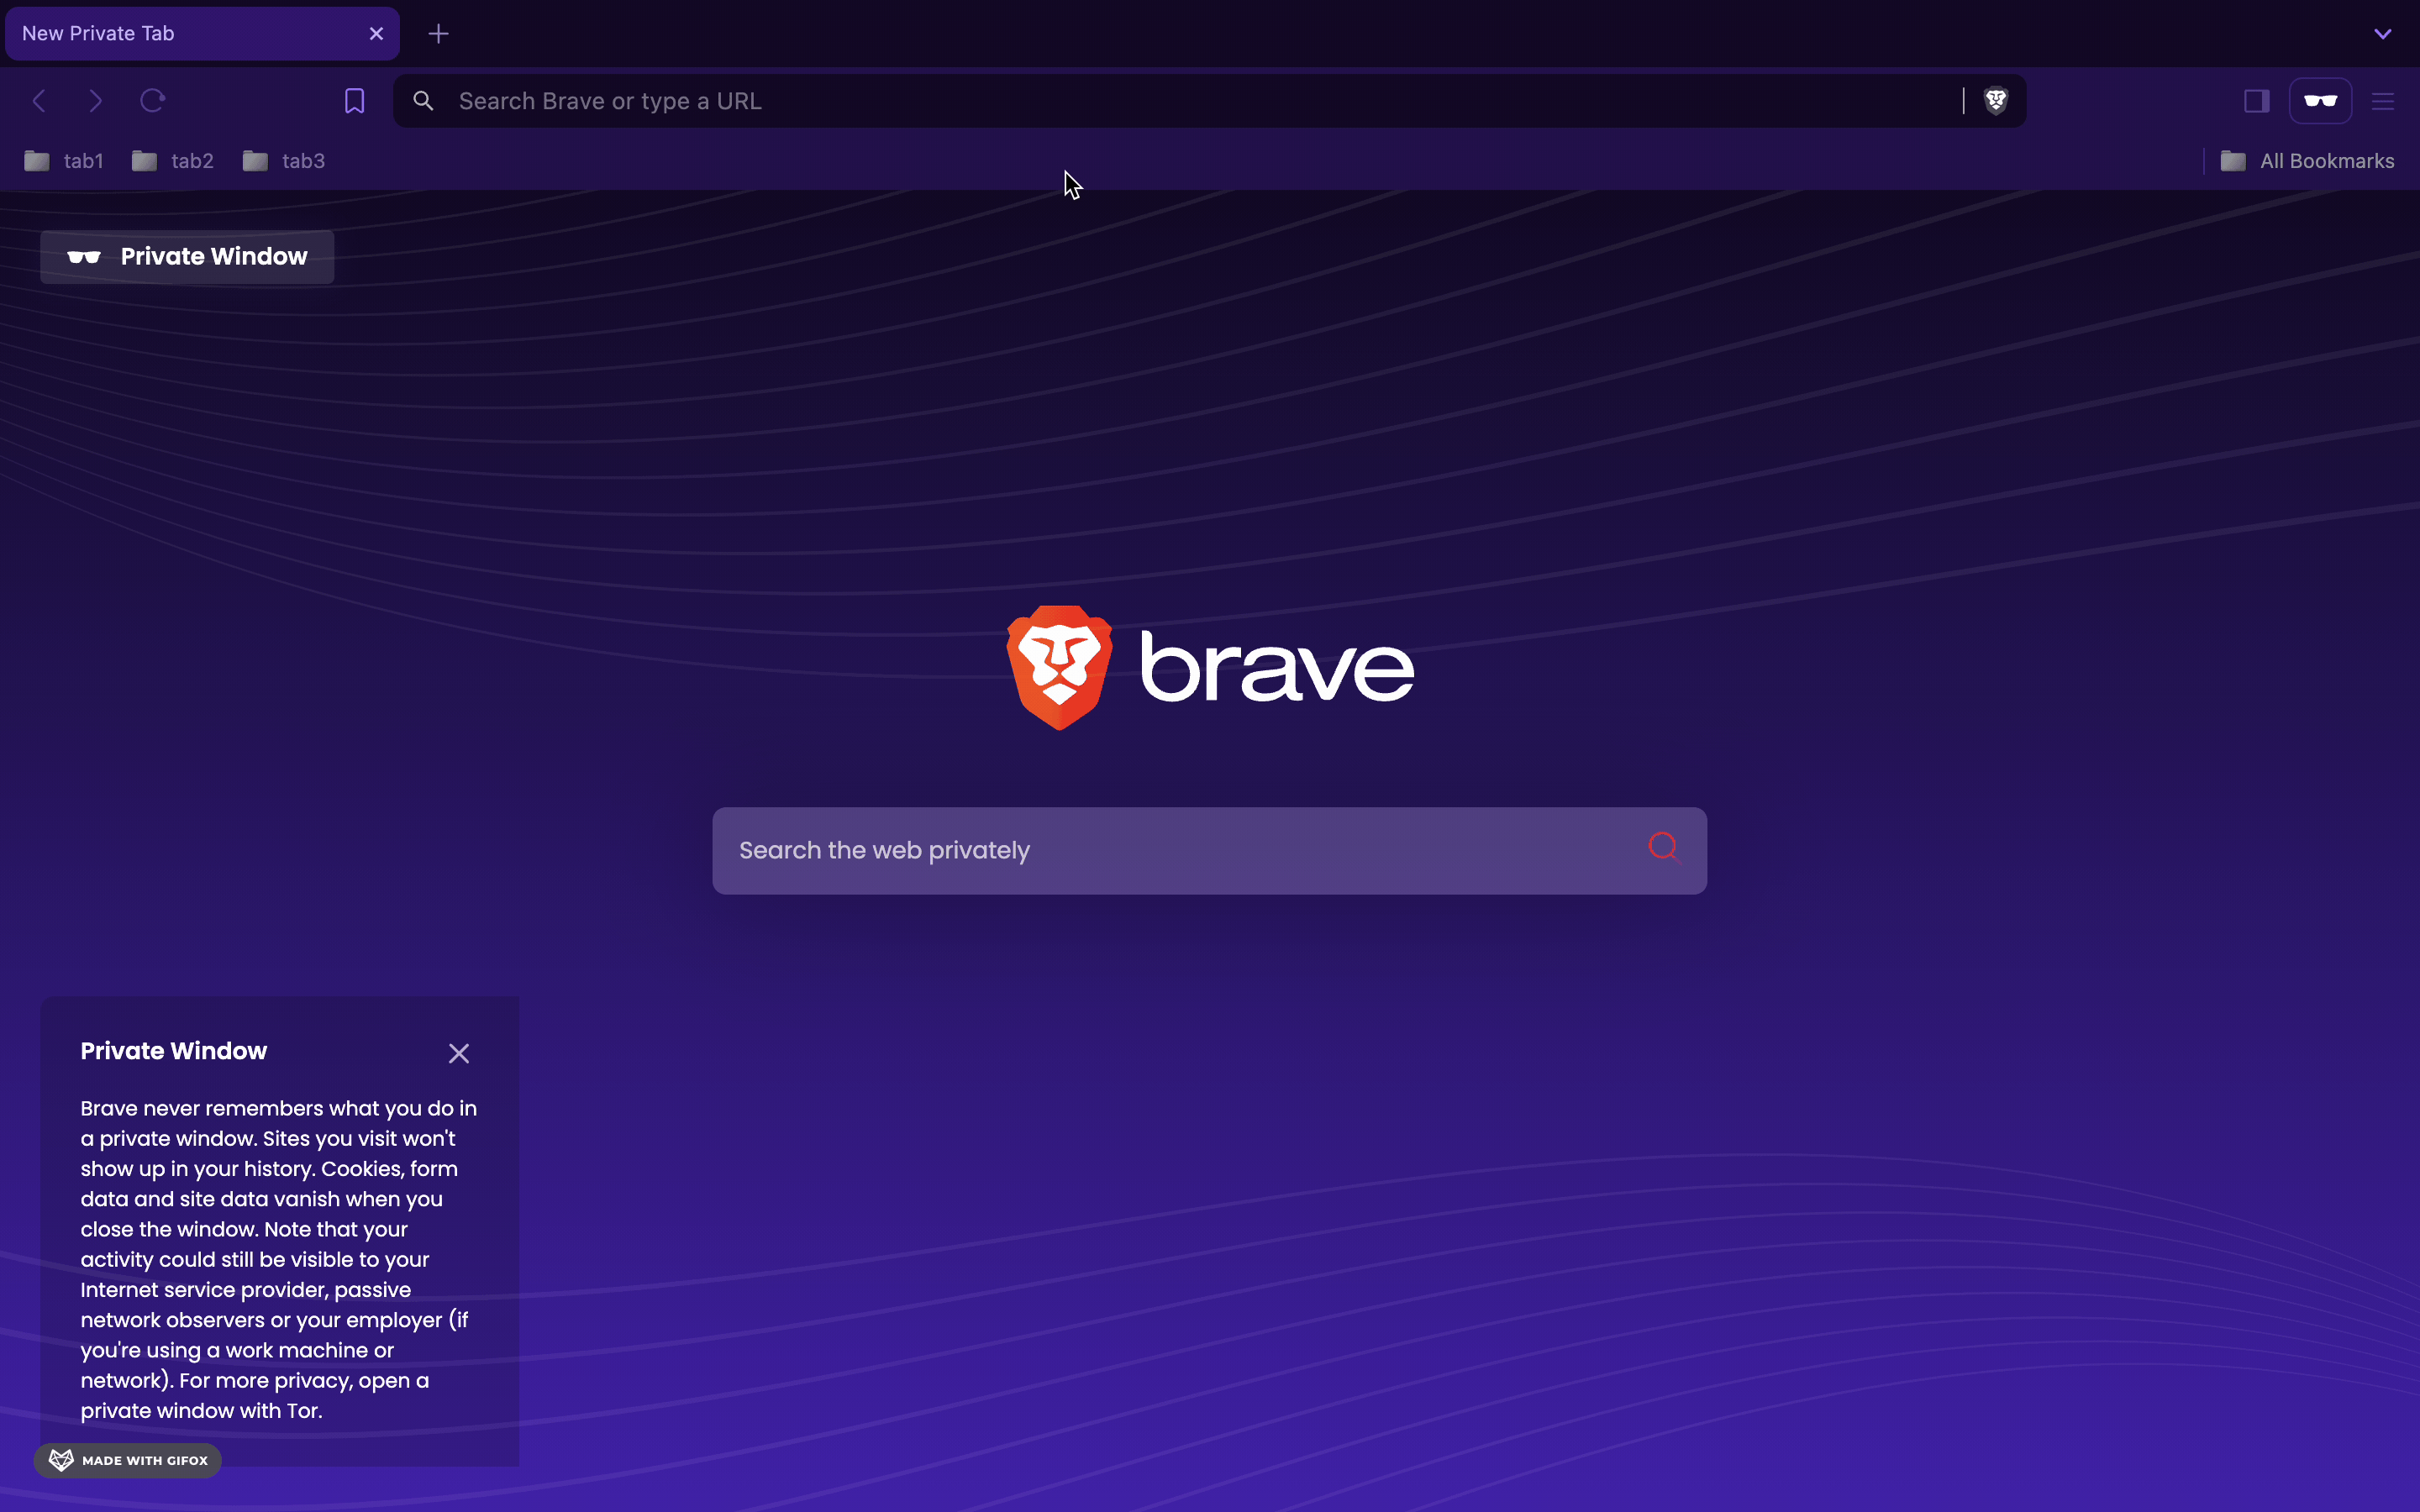 New Private Tab
Search Brave or type a URL
tab1 tab2 tab3 All Bookmarks
Private Window
brave
Search the web privately
Private Window
Brave never remembers what you do in
a private window. Sites you visit won't
show up in your history. Cookies, form
data and site data vanish when you
close the window. Note that your
activity could still be visible to your
Internet service provider, passive
network observers or your employer (if
you're using a work machine or
network). For more privacy, open a
private window with Tor.
MADE WITH GIFOX